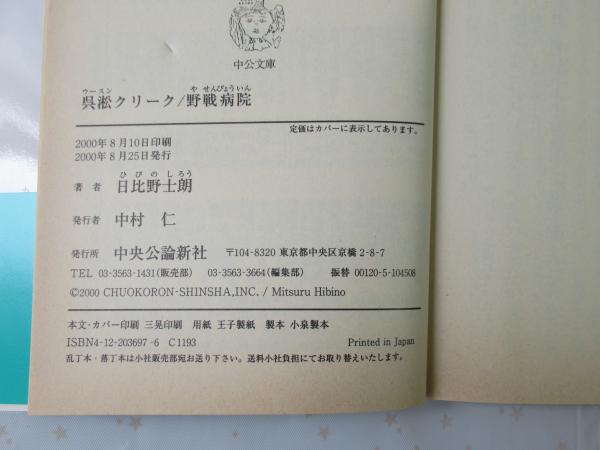 中公文庫
ウースン
や せんびょういん
呉淞クリーク/野戦病院
定価はカバーに表示してあります。
2000年8月10日印刷
2000年8月25日発行
ひびの しろう
著者 日比野士朗
発行者 中村 仁
発行所 中央公論新社 〒104-8320 東京都中央区京橋 2-8-7
TEL 03-3563-1431(販売部) 03-3563-3664(編集部) 振替 00120-5-104508
©2000 CHUOKORON-SHINSHA,INC. / Mitsuru Hibino
本文・カバー印刷 三晃印刷 用紙 王子製紙 製本 小泉製本
ISBN4-12-203697-6 C1193 Printed in Japan
乱丁本・落丁本は小社販売部宛お送り下さい。送料小社負担にてお取り替えいたします。